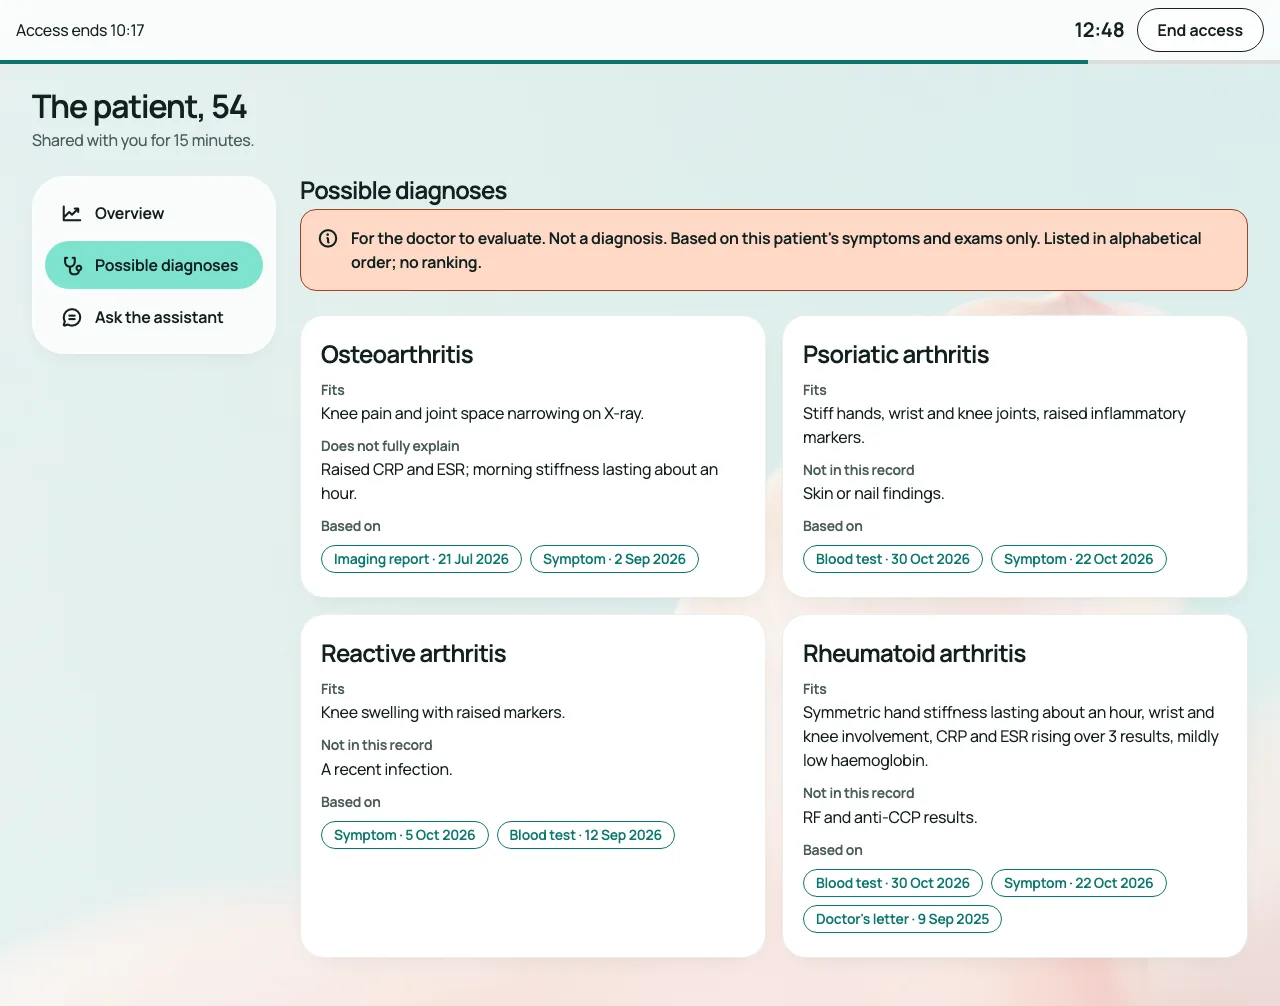 Access ends 10:17
12:48
End access
The patient, 54
Shared with you for 15 minutes.
Overview
Possible diagnoses
Ask the assistant
Possible diagnoses
For the doctor to evaluate. Not a diagnosis. Based on this patient's symptoms and exams only. Listed in alphabetical
order; no ranking.
Osteoarthritis
Fits
Knee pain and joint space narrowing on X-ray.
Does not fully explain
Raised CRP and ESR; morning stiffness lasting about an
hour.
Based on
Imaging report · 21 Jul 2026
Symptom · 2 Sep 2026
Psoriatic arthritis
Fits
Stiff hands, wrist and knee joints, raised inflammatory
markers.
Not in this record
Skin or nail findings.
Based on
Blood test · 30 Oct 2026
Symptom · 22 Oct 2026
Reactive arthritis
Fits
Knee swelling with raised markers.
Not in this record
A recent infection.
Based on
Symptom · 5 Oct 2026
Blood test · 12 Sep 2026
Rheumatoid arthritis
Fits
Symmetric hand stiffness lasting about an hour, wrist and
knee involvement, CRP and ESR rising over 3 results, mildly
low haemoglobin.
Not in this record
RF and anti-CCP results.
Based on
Blood test · 30 Oct 2026
Symptom · 22 Oct 2026
Doctor's letter · 9 Sep 2025